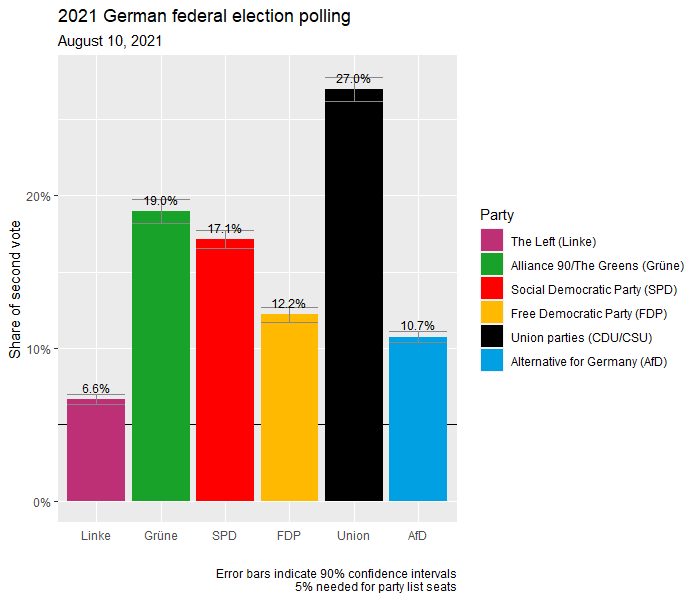 2021 German federal election polling
August 10, 2021
Share of second vote
20%
10%
0%
6.6%
19.0%
17.1%
12.2%
27.0%
10.7%
Linke
Grüne
SPD
FDP
Union
AfD
Party
The Left (Linke)
Alliance 90/The Greens (Grüne)
Social Democratic Party (SPD)
Free Democratic Party (FDP)
Union parties (CDU/CSU)
Alternative for Germany (AfD)
Error bars indicate 90% confidence intervals
5% needed for party list seats